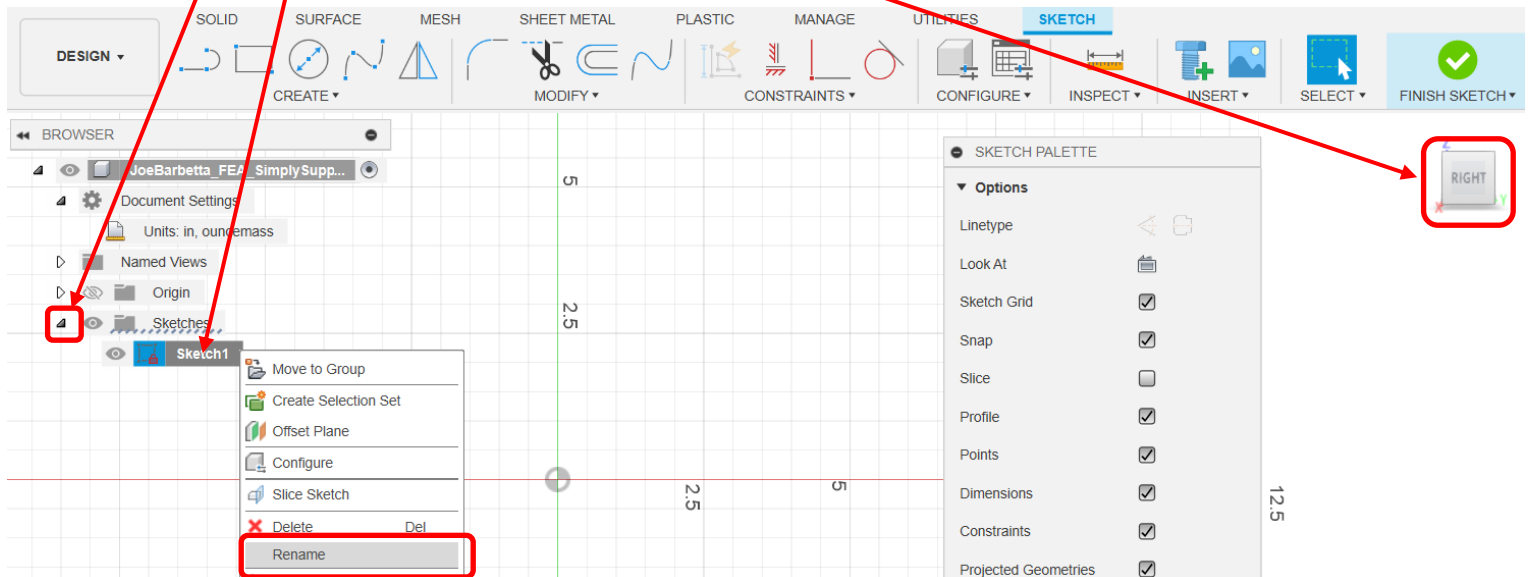 SOLID SURFACE MESH SHEET METAL PLASTIC MANAGE UTILITIES SKETCH
DESIGN ▾
CREATE ▾ MODIFY ▾ CONSTRAINTS ▾ CONFIGURE ▾ INSPECT ▾ INSERT ▾ SELECT ▾ FINISH SKETCH ▾
BROWSER
JoeBarbetta_FEA_SimplySupp...
Document Settings
Units: in, ouncemass
Named Views
Origin
Sketches
Sketch1
Move to Group
Create Selection Set
Offset Plane
Configure
Slice Sketch
Delete Del
Rename
5
2.5
2.5
5
12.5
SKETCH PALETTE
Options
Linetype
Look At
Sketch Grid
Snap
Slice
Profile
Points
Dimensions
Constraints
Projected Geometries
Z
RIGHT
X
Y